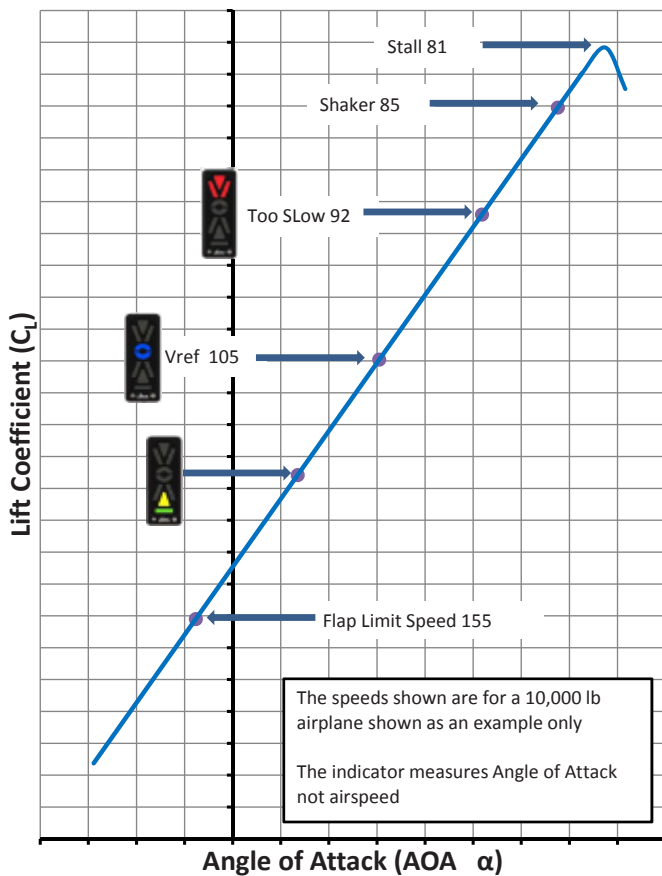 Stall 81
Shaker 85
Too SLow 92
Vref 105
Flap Limit Speed 155
The speeds shown are for a 10,000 lb
airplane shown as an example only
The indicator measures Angle of Attack
not airspeed
Lift Coefficient (CL)
Angle of Attack (AOA α)